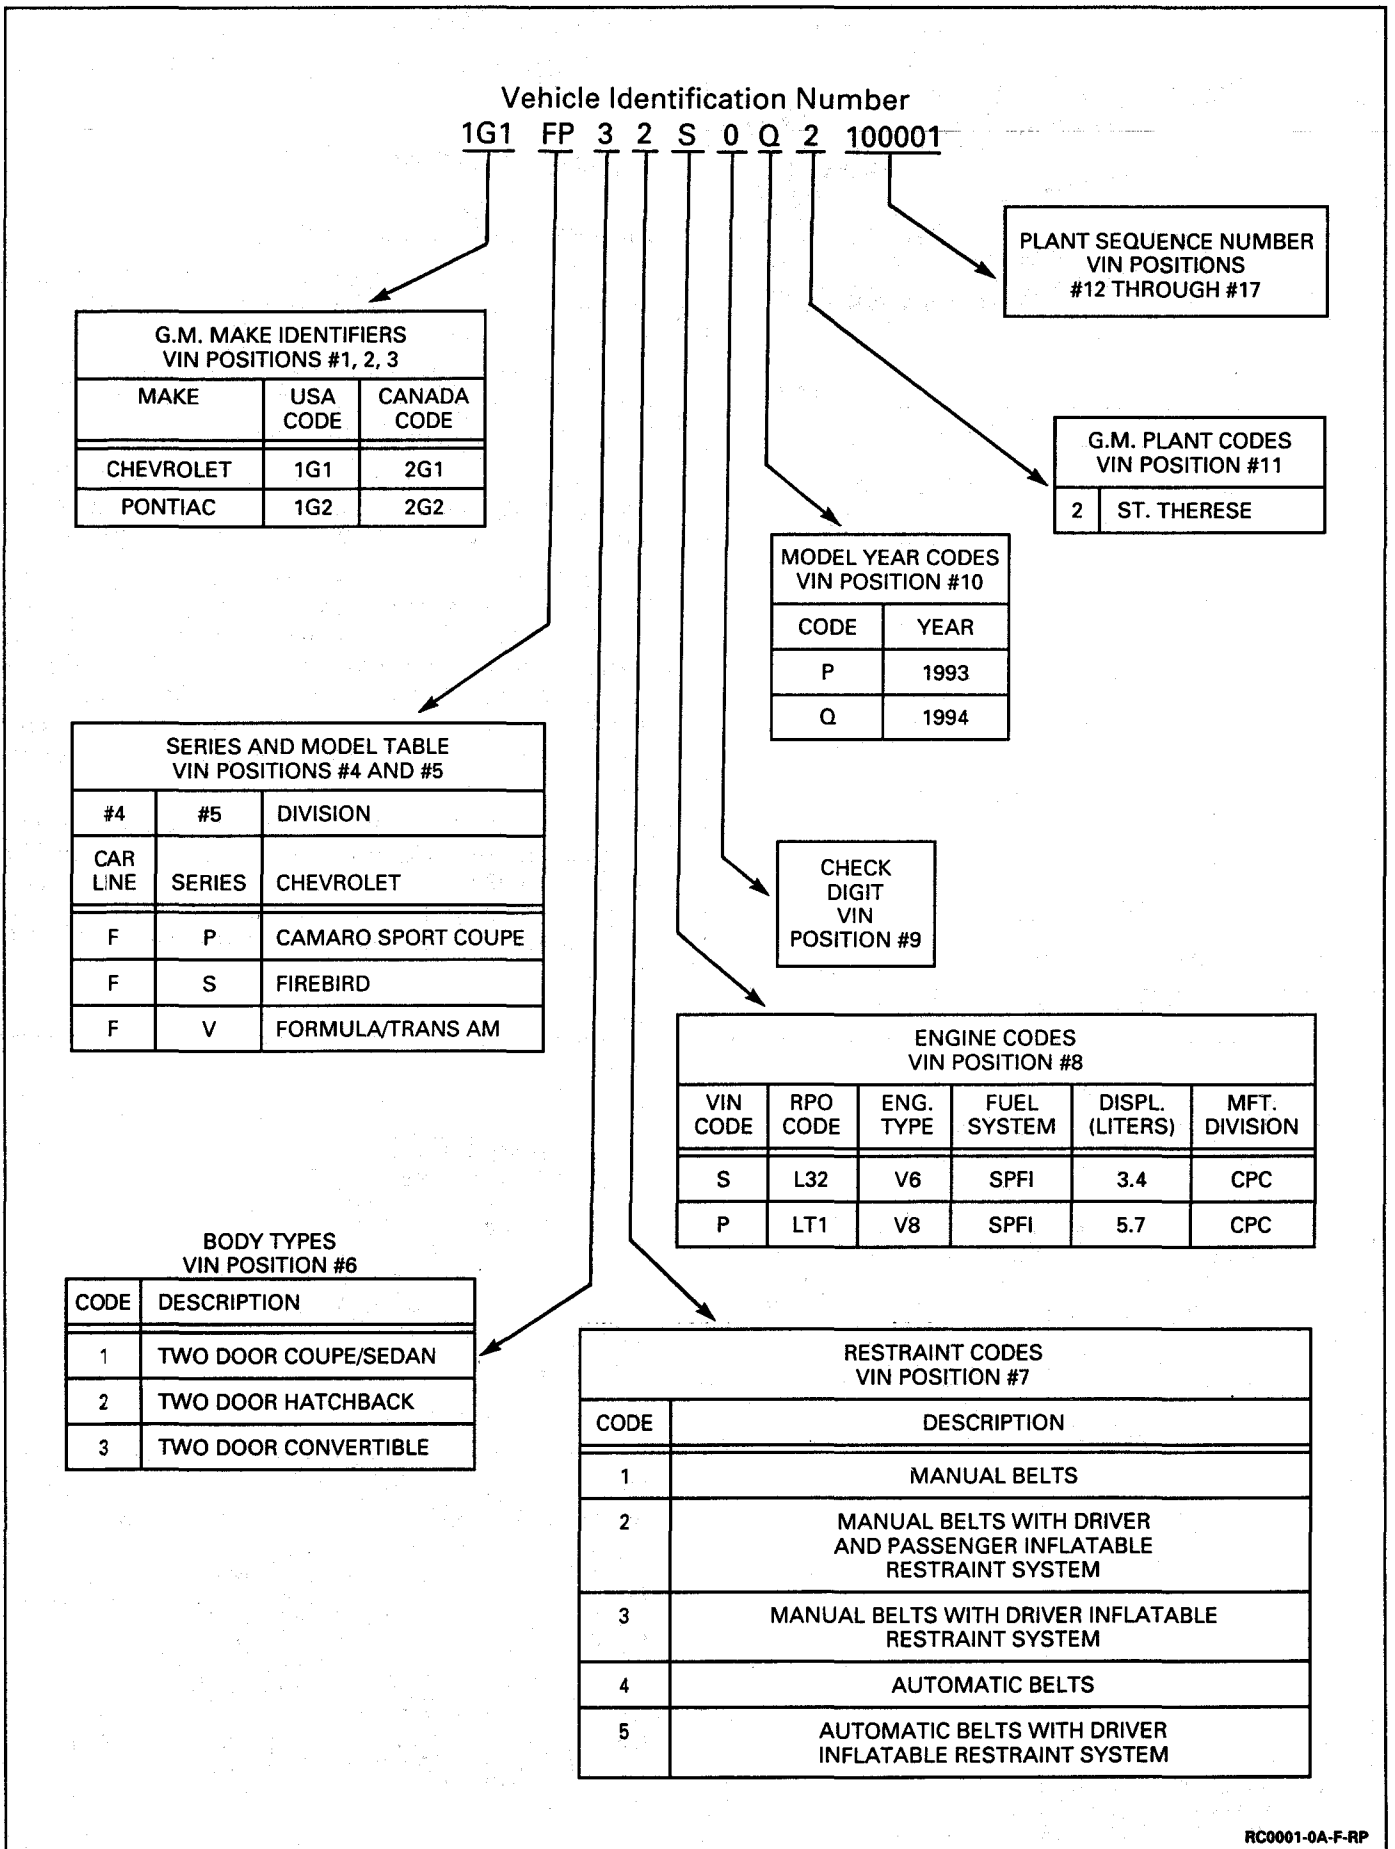 Vehicle Identification Number
1G1 FP 3 2 S 0 Q 2 100001
PLANT SEQUENCE NUMBER
VIN POSITIONS
#12 THROUGH #17
G.M. MAKE IDENTIFIERS
VIN POSITIONS #1, 2, 3
MAKE USA CODE CANADA CODE
CHEVROLET 1G1 2G1
PONTIAC 1G2 2G2
G.M. PLANT CODES
VIN POSITION #11
2 ST. THERESE
MODEL YEAR CODES
VIN POSITION #10
CODE YEAR
P 1993
Q 1994
SERIES AND MODEL TABLE
VIN POSITIONS #4 AND #5
#4 #5 DIVISION
CAR LINE SERIES CHEVROLET
F P CAMARO SPORT COUPE
F S FIREBIRD
F V FORMULA/TRANS AM
CHECK
DIGIT
VIN
POSITION #9
ENGINE CODES
VIN POSITION #8
VIN CODE RPO CODE ENG. TYPE FUEL SYSTEM DISPL. (LITERS) MFT. DIVISION
S L32 V6 SPFI 3.4 CPC
P LT1 V8 SPFI 5.7 CPC
BODY TYPES
VIN POSITION #6
CODE DESCRIPTION
1 TWO DOOR COUPE/SEDAN
2 TWO DOOR HATCHBACK
3 TWO DOOR CONVERTIBLE
RESTRAINT CODES
VIN POSITION #7
CODE DESCRIPTION
1 MANUAL BELTS
2 MANUAL BELTS WITH DRIVER
AND PASSENGER INFLATABLE
RESTRAINT SYSTEM
3 MANUAL BELTS WITH DRIVER INFLATABLE
RESTRAINT SYSTEM
4 AUTOMATIC BELTS
5 AUTOMATIC BELTS WITH DRIVER
INFLATABLE RESTRAINT SYSTEM
RC0001-0A-F-RP